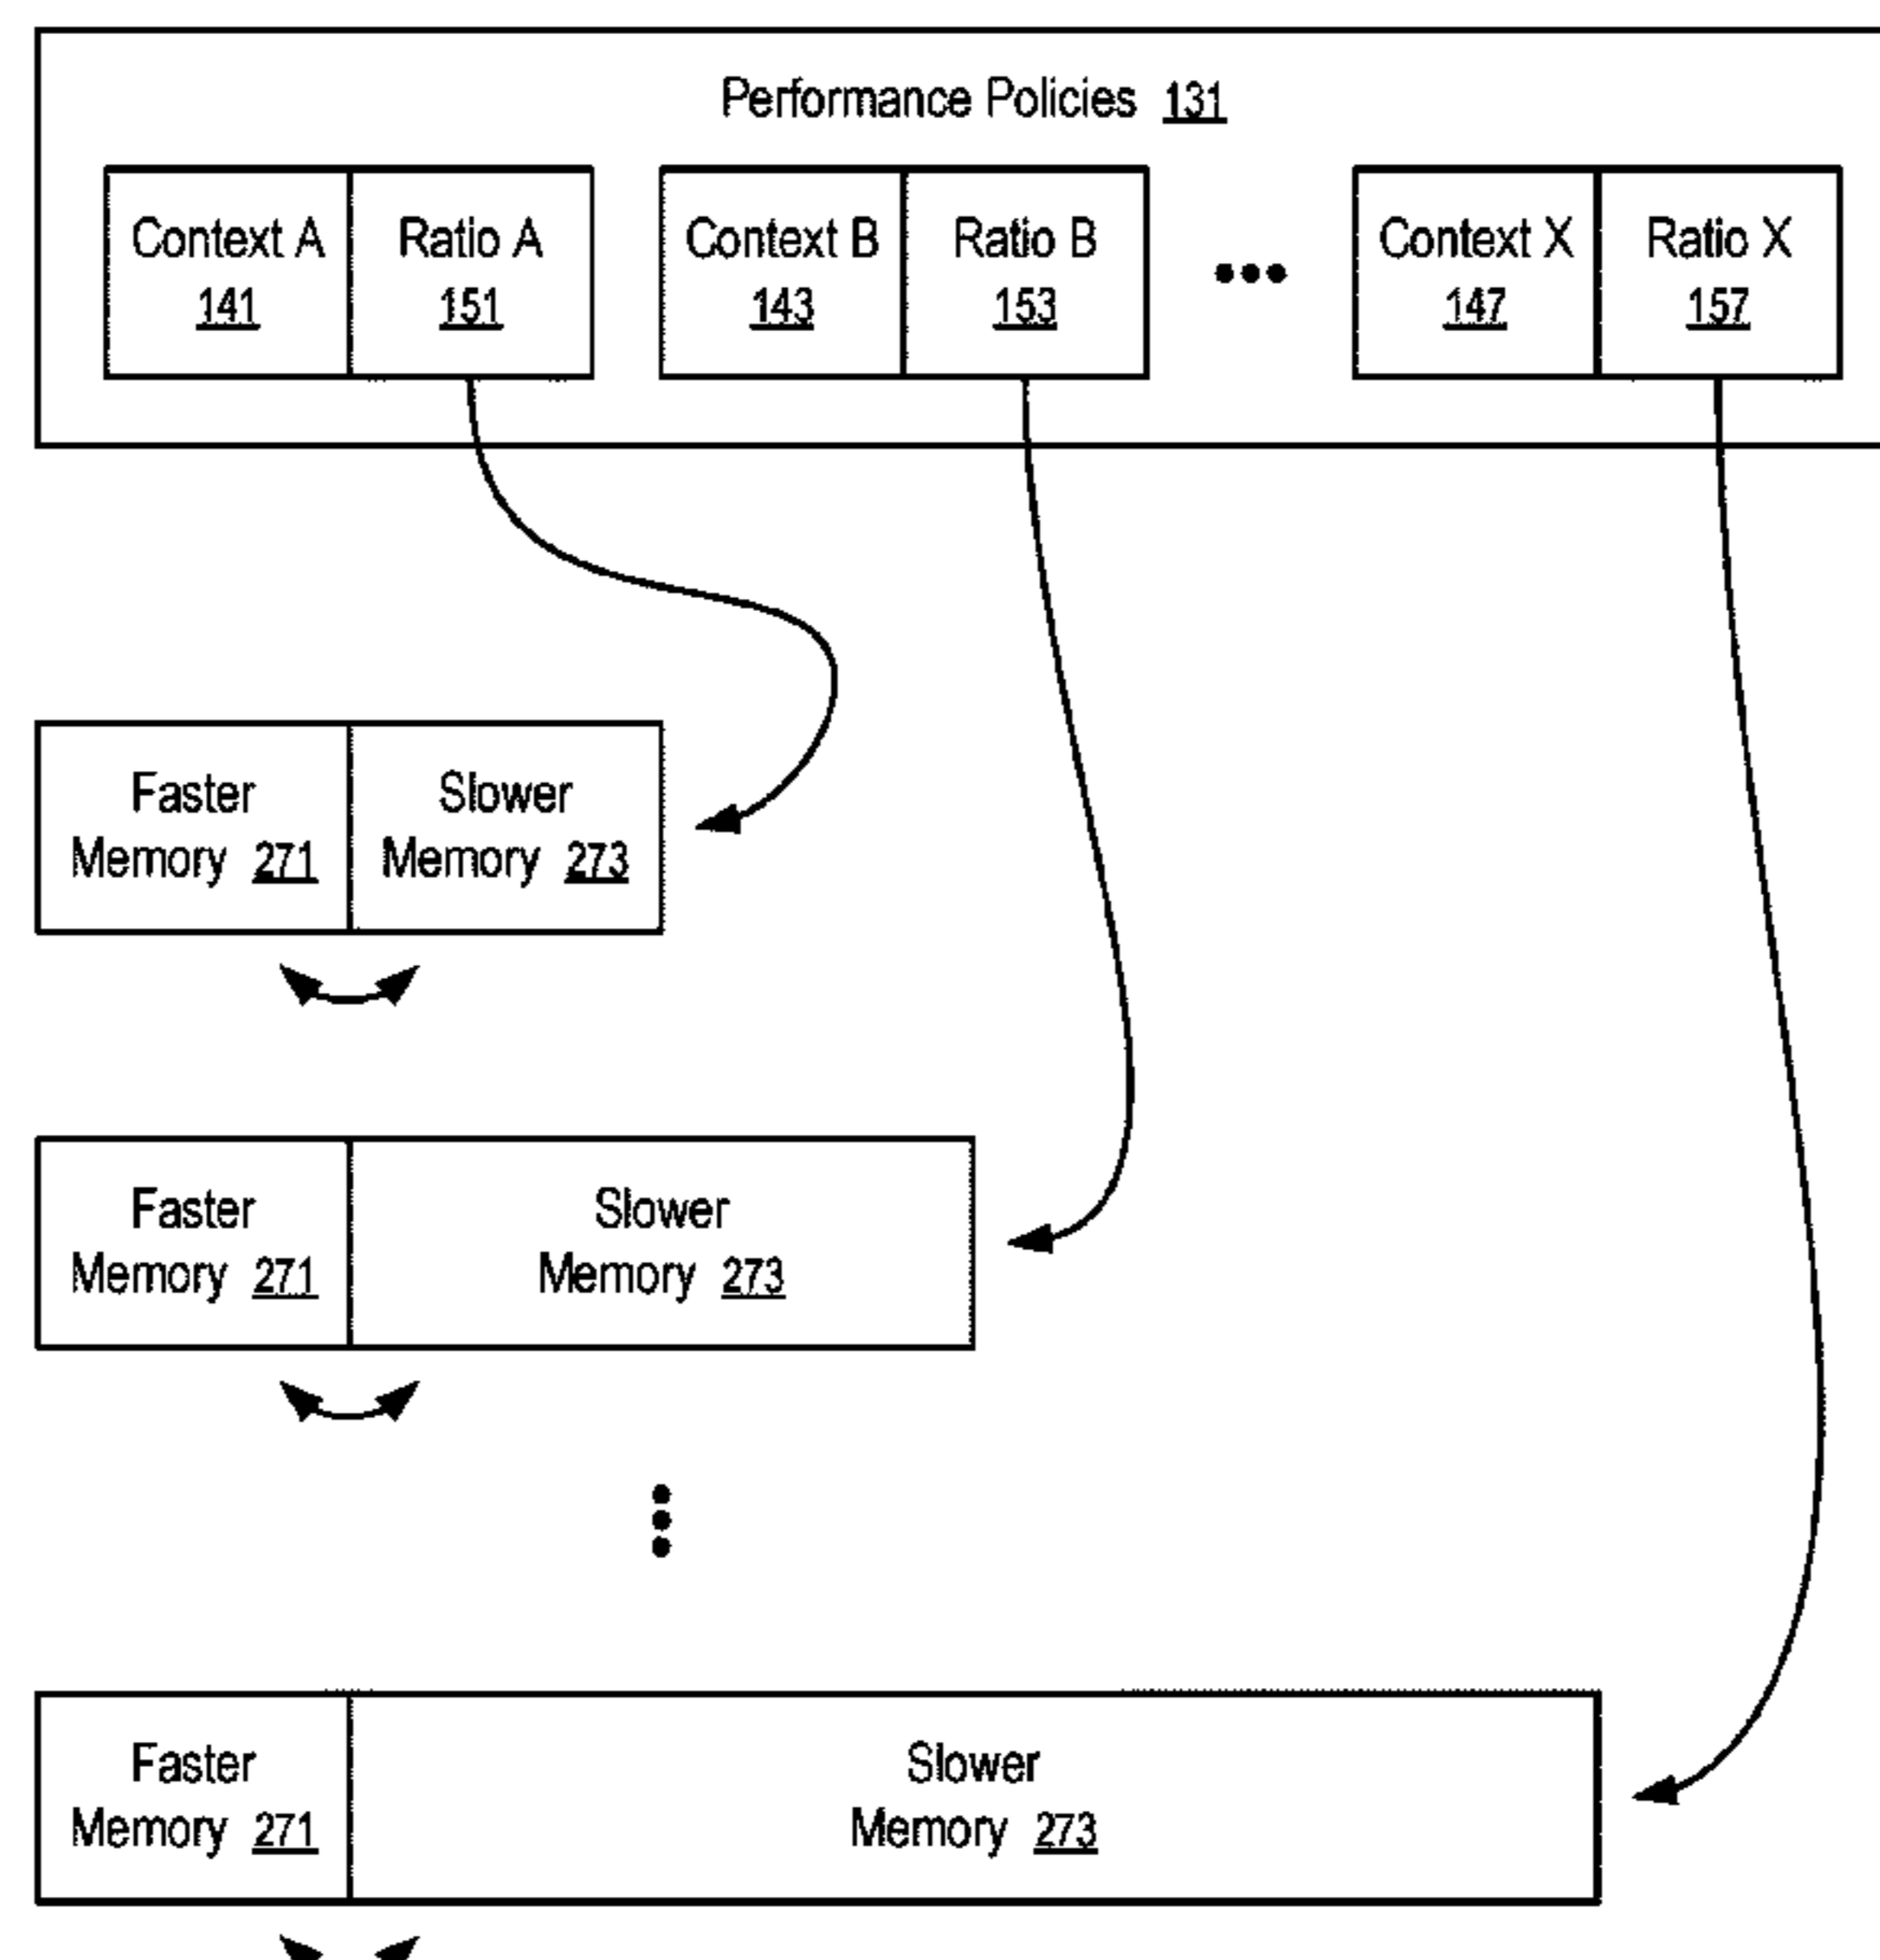 Performance Policies 131
Context A Ratio A Context B Ratio B Context X Ratio X
141 151 143 153 147 157
Faster Slower
Memory 271 Memory 273
Faster Slower
Memory 271 Memory 273
Faster Slower
Memory 271 Memory 273